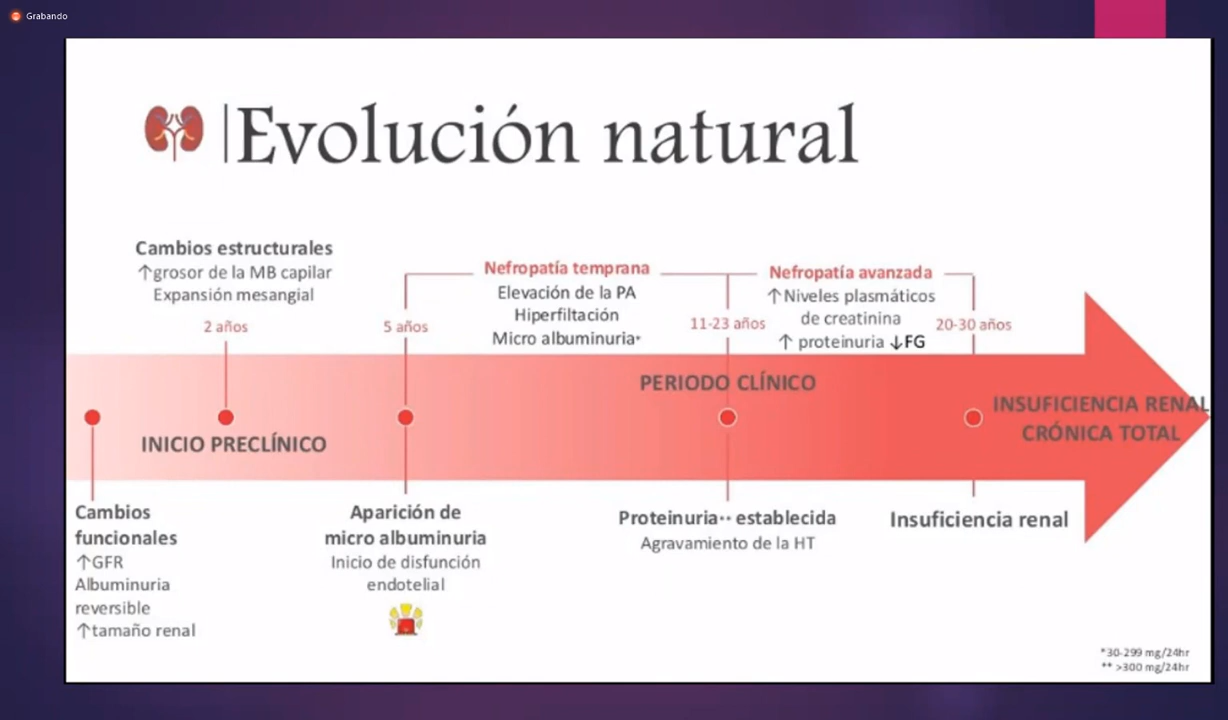 Grabando
Evolución natural
Cambios estructurales
↑grosor de la MB capilar
Expansión mesangial
2 años
5 años
Nefropatía temprana
Elevación de la PA
Hiperfiltación
Micro albuminuria*
11-23 años
Nefropatía avanzada
↑Niveles plasmáticos
de creatinina
↑ proteinuria ↓FG
20-30 años
PERIODO CLÍNICO
INICIO PRECLÍNICO
INSUFICIENCIA RENAL
CRÓNICA TOTAL
Cambios
funcionales
↑GFR
Albuminuria
reversible
↑tamaño renal
Aparición de
micro albuminuria
Inicio de disfunción
endotelial
Proteinuria** establecida
Agravamiento de la HT
Insuficiencia renal
*30-299 mg/24hr
** >300 mg/24hr